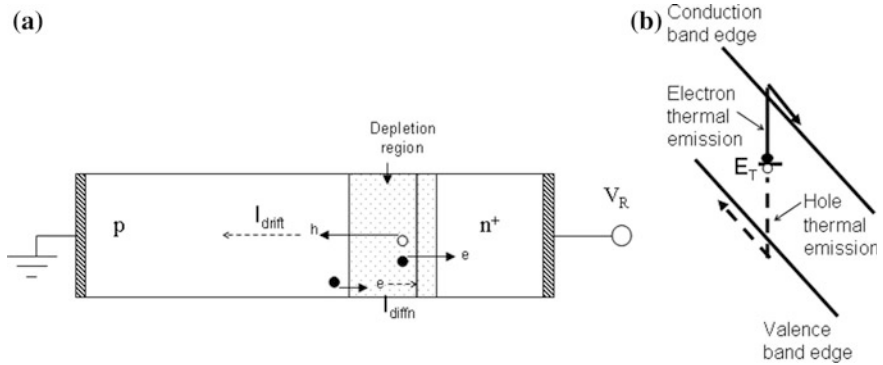 (a)
Depletion
region
p
I drift
h
n+
e
e
I diffn
V R
(b)
Conduction
band edge
Electron
thermal
emission
E T
Hole
thermal
emission
Valence
band edge